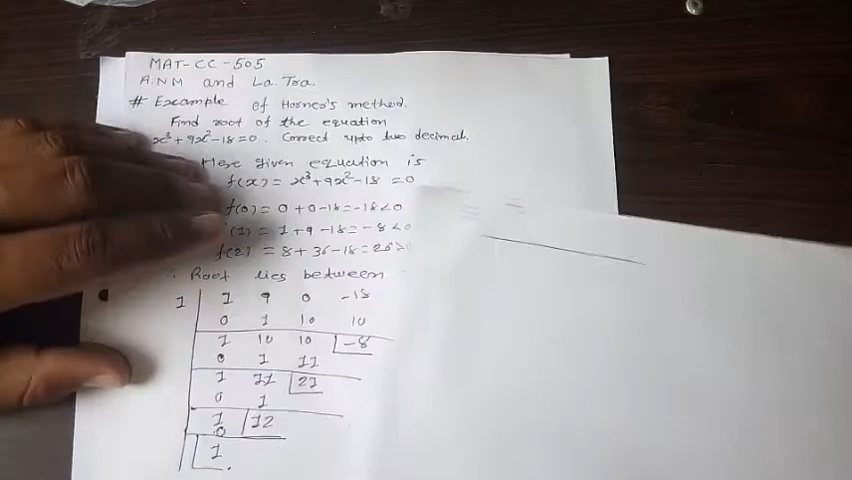 MAT-CC-505
A.N.M and La. Tra.
# Example of Horner's method.
Find root of the equation
x³+9x²-18=0. Correct upto two decimal.
Here given equation is
f(x) = x³+9x²-18 = 0
f(0) = 0+0-18=-18<0
f(1) = 1+9-18=-8<0
f(2) = 8+36-18=26>0
∴ Root lies between
1 | 1 9 0 -18
0 1 10 10
1 10 10 -8
0 1 11
1 11 21
0 1
1 12
0
1